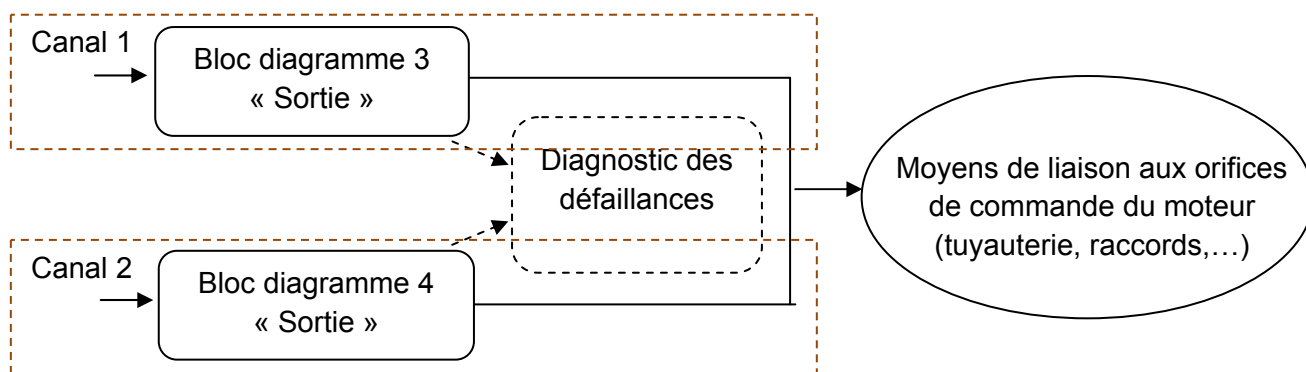 Canal 1
Bloc diagramme 3
« Sortie »
Diagnostic des
défaillances
Moyens de liaison aux orifices
de commande du moteur
(tuyauterie, raccords,…)
Canal 2
Bloc diagramme 4
« Sortie »